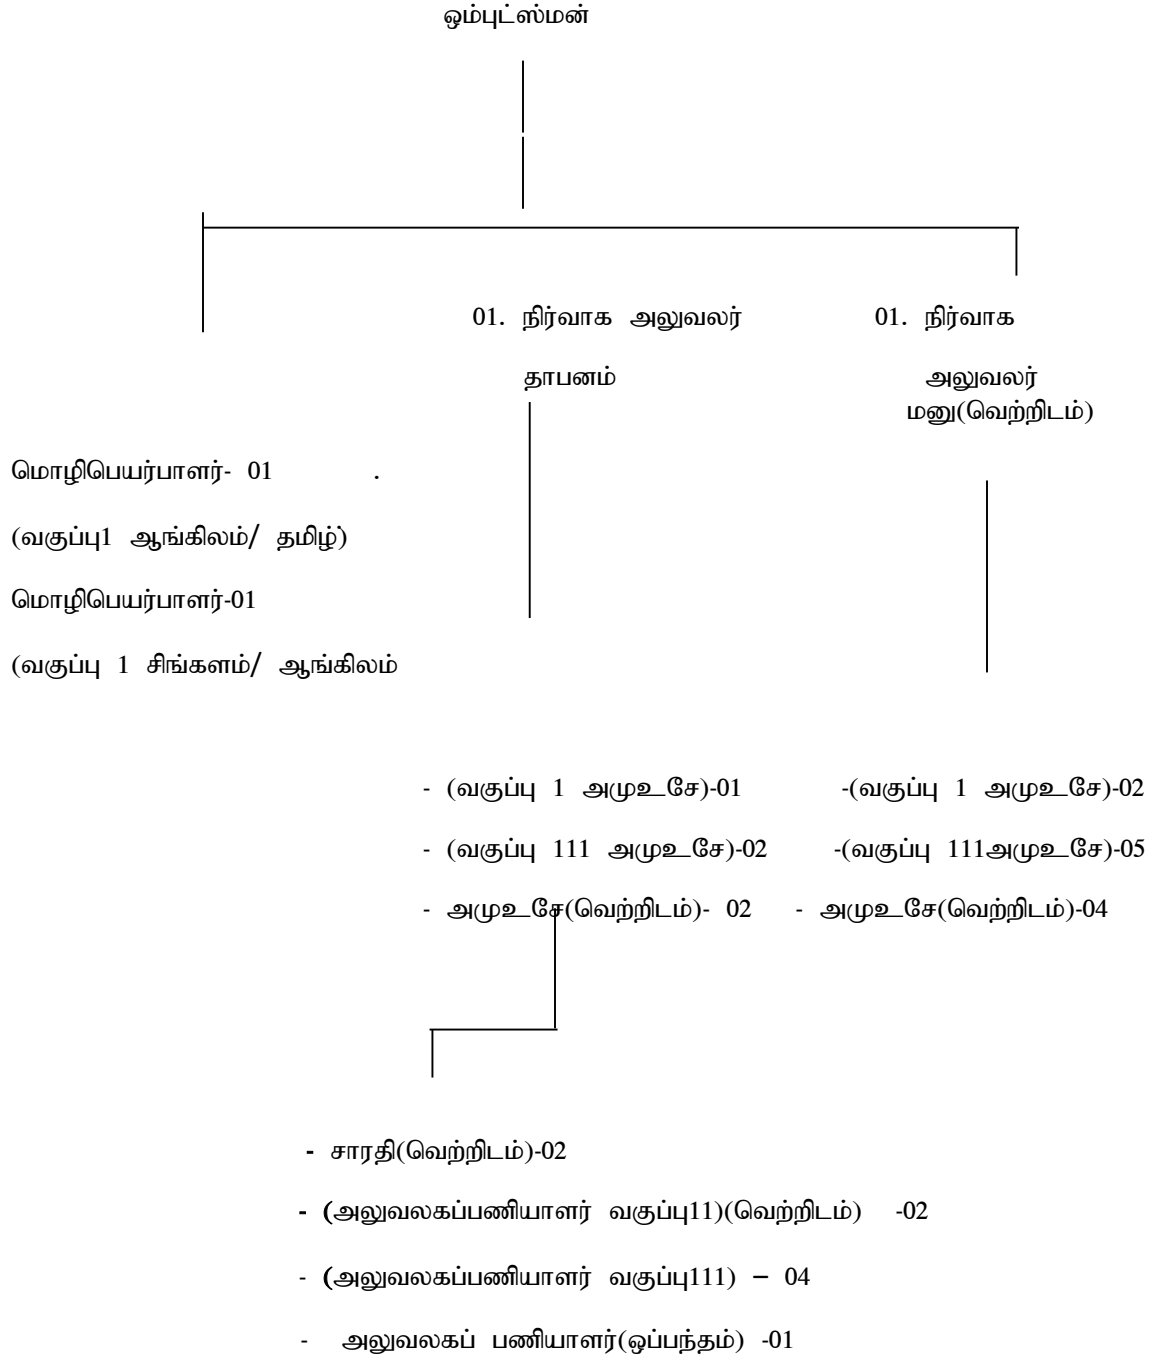 ஒம்புட்ஸ்மன்
01. நிர்வாக அலுவலர்
தாபனம்
01. நிர்வாக
அலுவலர்
மனு(வெற்றிடம்)
மொழிபெயர்பாளர்- 01 .
(வகுப்பு1 ஆங்கிலம்/ தமிழ்)
மொழிபெயர்பாளர்-01
(வகுப்பு 1 சிங்களம்/ ஆங்கிலம்
- (வகுப்பு 1 அமுஉசே)-01
- (வகுப்பு 111 அமுஉசே)-02
- அமுஉசே(வெற்றிடம்)- 02
-(வகுப்பு 1 அமுஉசே)-02
-(வகுப்பு 111அமுஉசே)-05
- அமுஉசே(வெற்றிடம்)-04
- சாரதி(வெற்றிடம்)-02
- (அலுவலகப்பணியாளர் வகுப்பு11)(வெற்றிடம்) -02
- (அலுவலகப்பணியாளர் வகுப்பு111) – 04
- அலுவலகப் பணியாளர்(ஒப்பந்தம்) -01